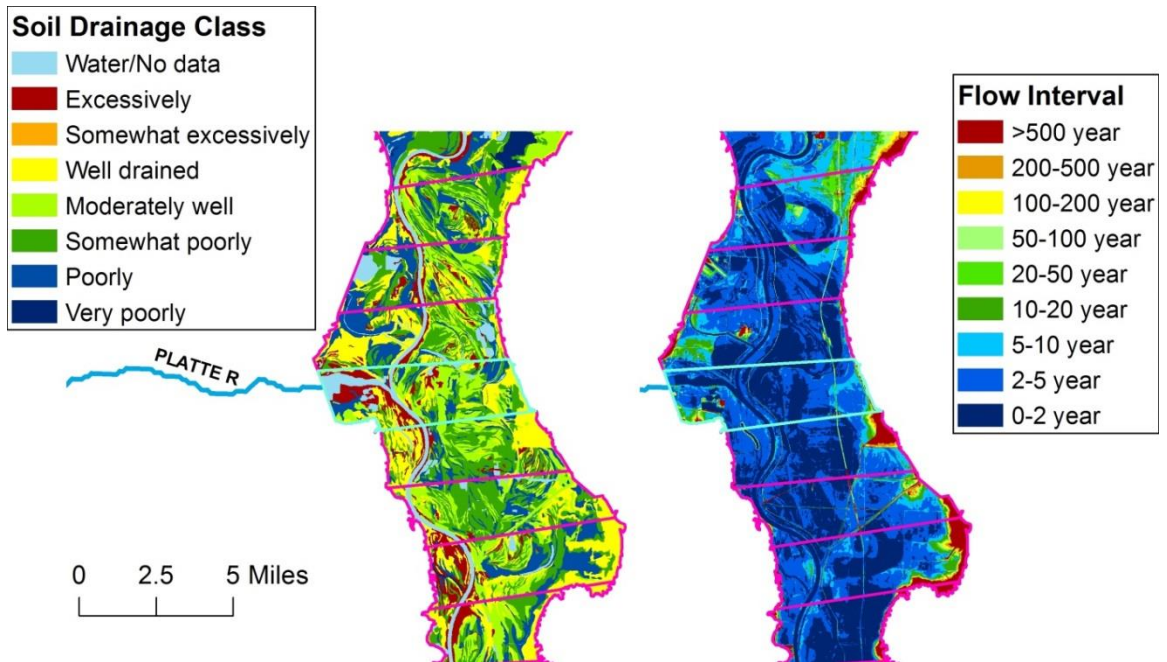 Soil Drainage Class
Water/No data
Excessively
Somewhat excessively
Well drained
Moderately well
Somewhat poorly
Poorly
Very poorly
PLATTE R
0 2.5 5 Miles
Flow Interval
>500 year
200-500 year
100-200 year
50-100 year
20-50 year
10-20 year
5-10 year
2-5 year
0-2 year